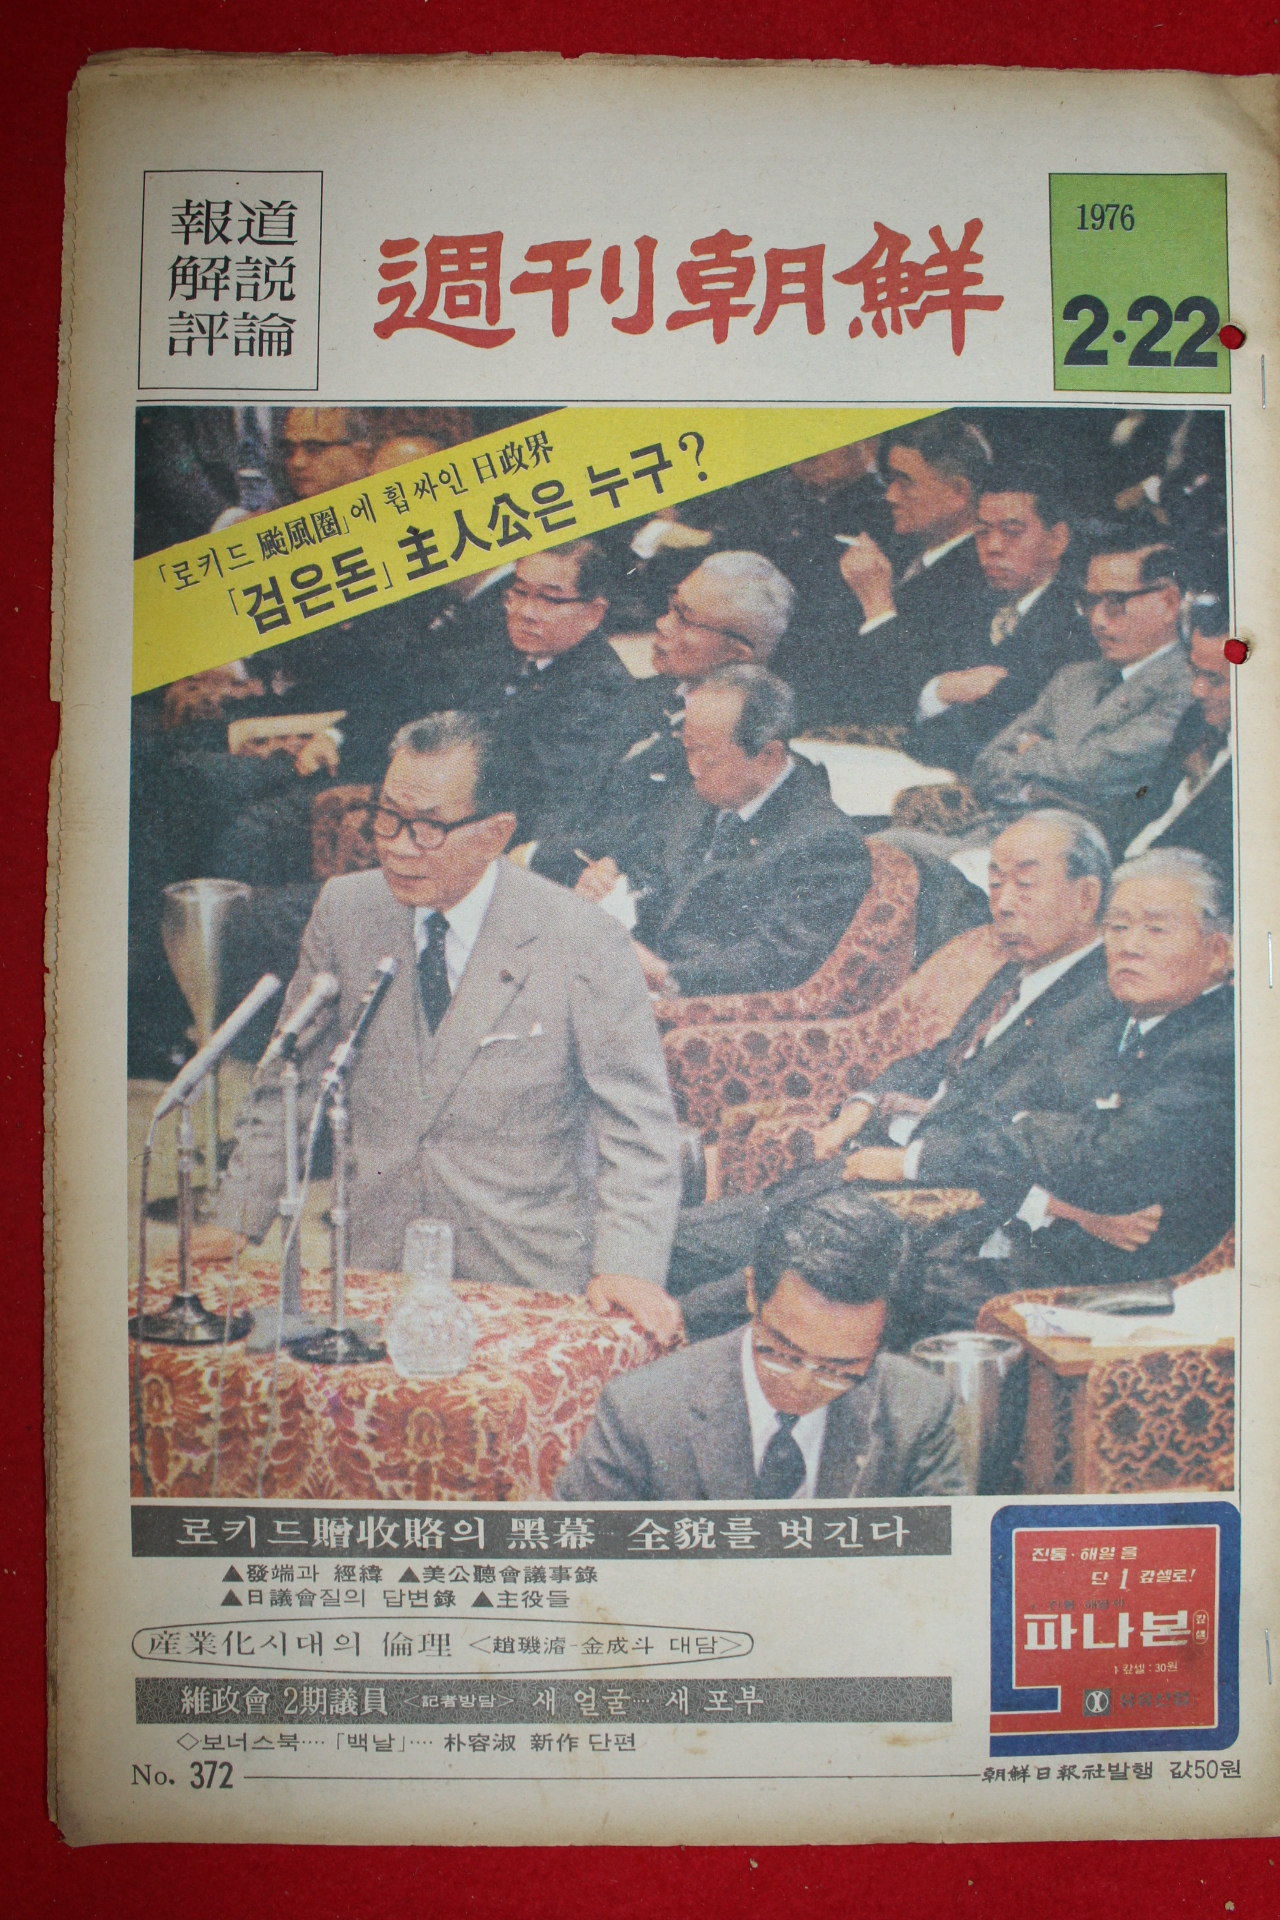 報道
解説
評論
週刊朝鮮
1976
2·22
「로키드 颱風圈」에 휩싸인 日政界
「검은돈」主人公은 누구?
로키드贈收賂의 黑幕… 全貌를 벗긴다
▲發端과 經緯 ▲美公聽會議事錄
▲日議會질의 답변錄 ▲主役들
産業化시대의 倫理 <趙璣濬-金成斗 대담>
維政會 2期議員 <記者방담> 새 얼굴… 새 포부
◇보너스북…·「백날」…· 朴容淑 新作 단편
진통·해열을
단 1 캎셀로!
파나본
캎셀
1 캎셀:30원
No. 372
朝鮮日報社발행 값50원